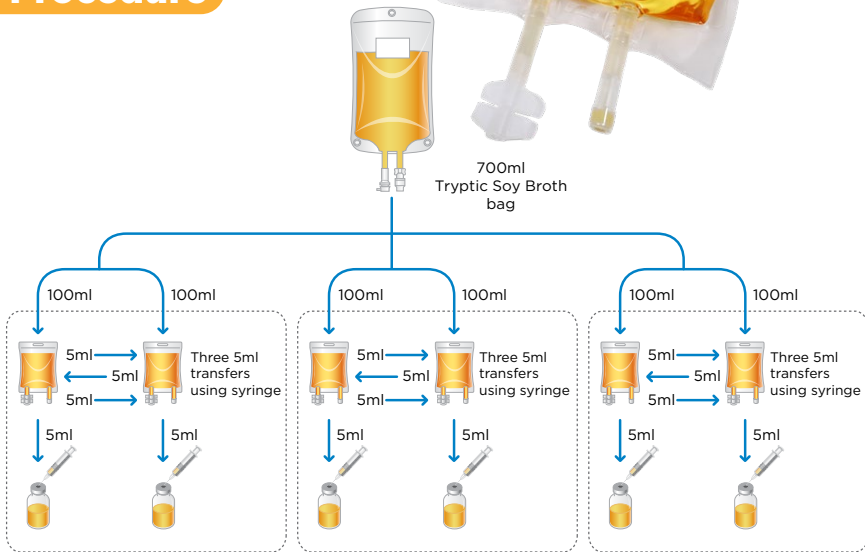 Procedure
700ml
Tryptic Soy Broth
bag
100ml
100ml
100ml
100ml
100ml
100ml
5ml
5ml
5ml
Three 5ml
transfers
using syringe
5ml
5ml
5ml
5ml
5ml
Three 5ml
transfers
using syringe
5ml
5ml
5ml
5ml
5ml
Three 5ml
transfers
using syringe
5ml
5ml